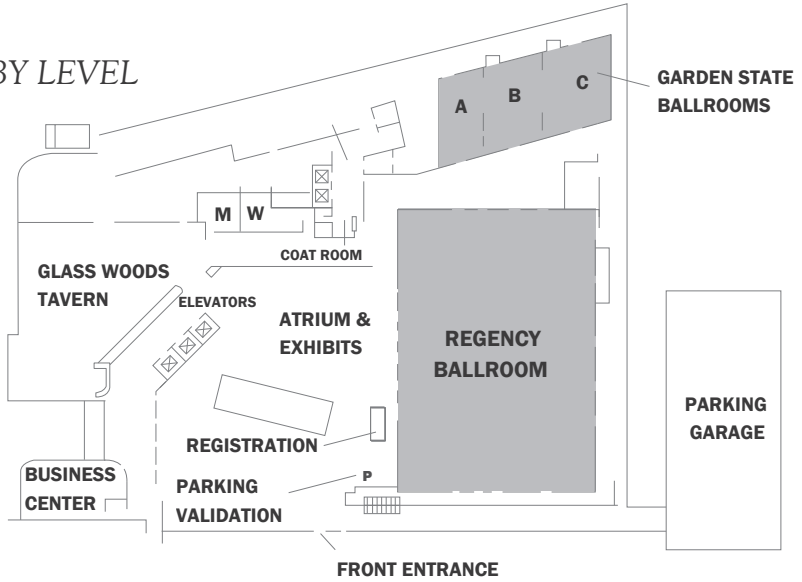 BY LEVEL
GARDEN STATE
BALLROOMS
A
B
C
M
W
COAT ROOM
GLASS WOODS
TAVERN
ELEVATORS
ATRIUM &
EXHIBITS
REGENCY
BALLROOM
PARKING
GARAGE
REGISTRATION
BUSINESS
CENTER
P
PARKING
VALIDATION
FRONT ENTRANCE